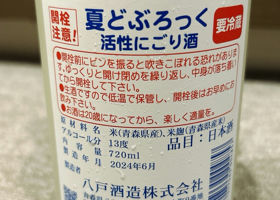 開栓
注意!
夏どぶろっく
活性にごり酒
要冷蔵
●開栓前にビンを振ると吹きこぼれる恐れがありま
す。ゆっくりと開け閉めを繰り返し、中身が落ち着い
てから開栓して下さい。
●生酒ですので低温で保管し、開栓後はお早めにお
飲み下さい。
●お酒は20歳になってから、楽しく適量を。
原材料 米(青森県産)、米麹(青森県産米)
アルコール分 13度 品目:日本酒
内容量 720ml
製造年月 2024年6月
八戸酒造株式会社